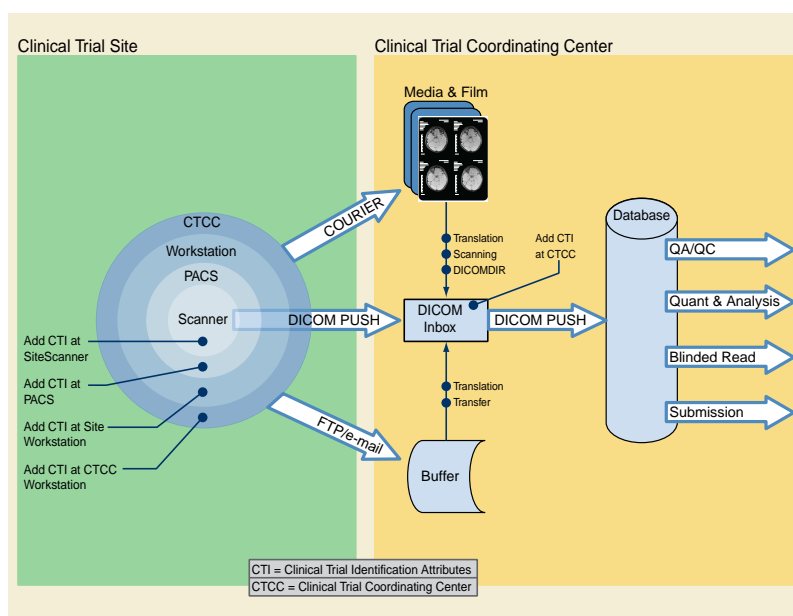 Clinical Trial Site
Clinical Trial Coordinating Center
Media & Film
CTCC
Workstation
PACS
Scanner
Add CTI at
SiteScanner
Add CTI at
PACS
Add CTI at Site
Workstation
Add CTI at CTCC
Workstation
COURIER
DICOM PUSH
FTP/e-mail
Translation
Scanning
DICOMDIR
Add CTI
at CTCC
DICOM
Inbox
DICOM PUSH
Translation
Transfer
Buffer
Database
QA/QC
Quant & Analysis
Blinded Read
Submission
CTI = Clinical Trial Identification Attributes
CTCC = Clinical Trial Coordinating Center